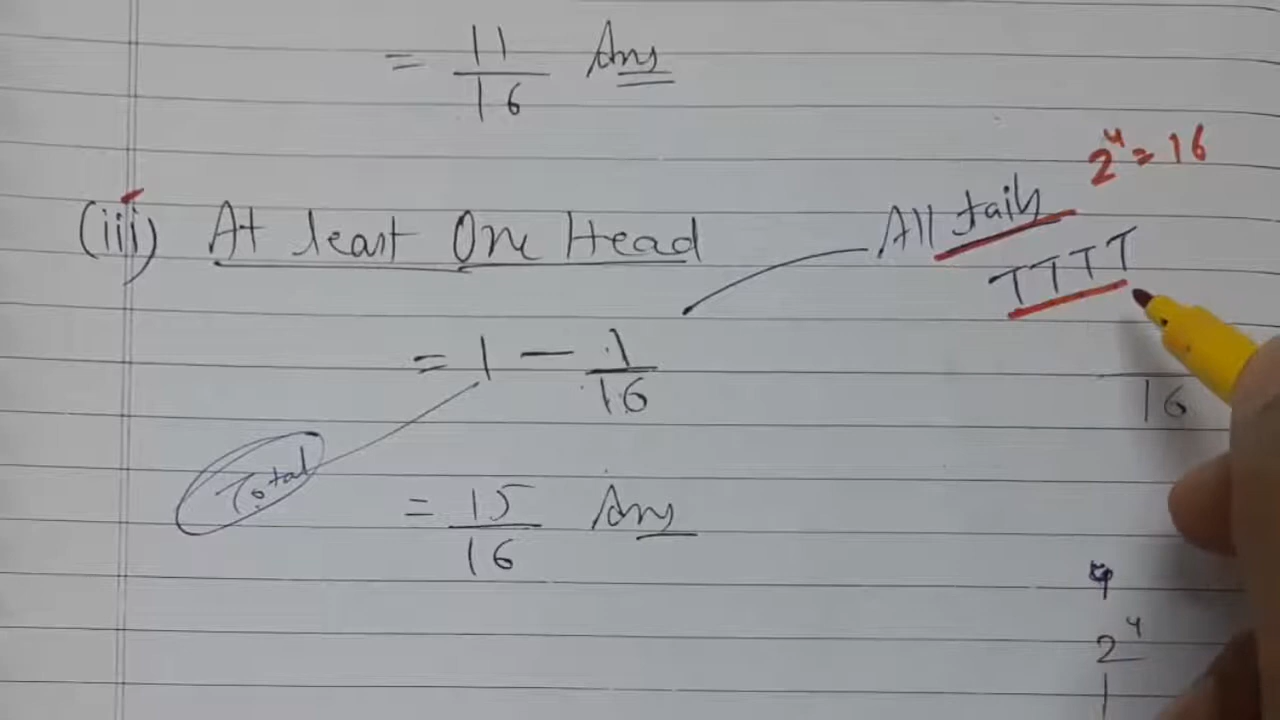 = 11/16 Ans
2⁴ = 16
(iii) At least One Head
All tails
TTTT
= 1 - 1/16
16
Total
= 15/16 Ans
2⁴
1